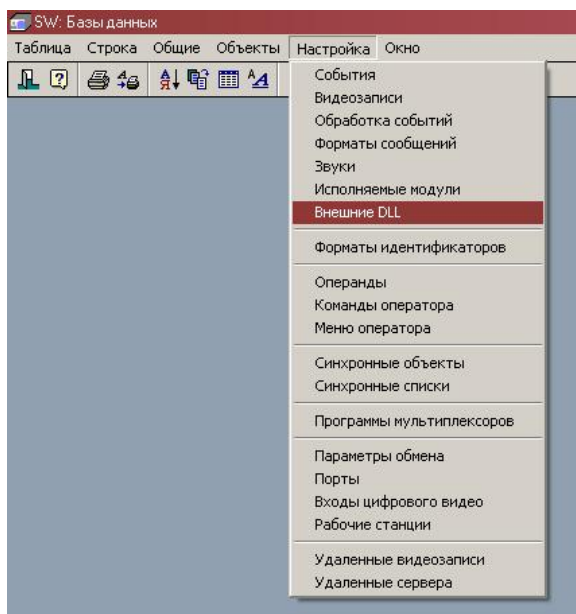 SW: Базы данных
Таблица Строка Общие Объекты Настройка Окно
События
Видеозаписи
Обработка событий
Форматы сообщений
Звуки
Исполняемые модули
Внешние DLL
Форматы идентификаторов
Операнды
Команды оператора
Меню оператора
Синхронные объекты
Синхронные списки
Программы мультиплексоров
Параметры обмена
Порты
Входы цифрового видео
Рабочие станции
Удаленные видеозаписи
Удаленные сервера